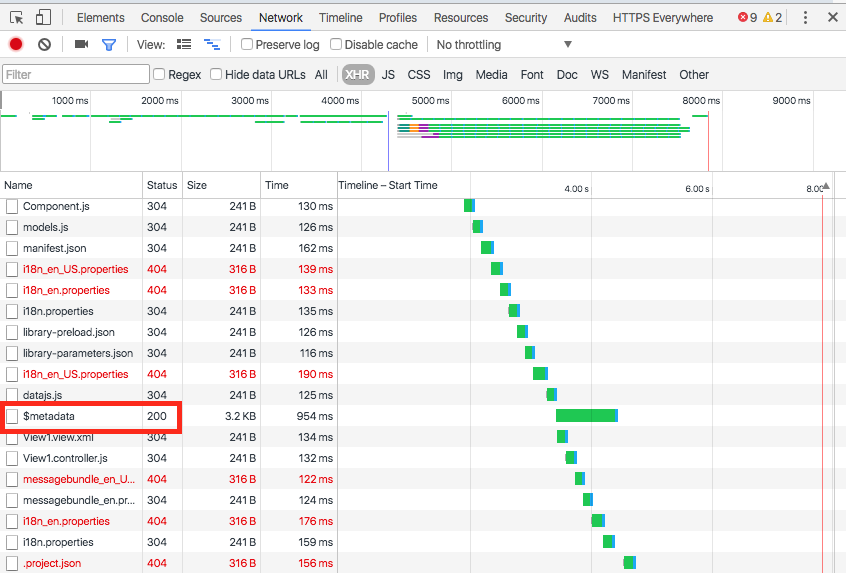 Elements Console Sources Network Timeline Profiles Resources Security Audits HTTPS Everywhere 9 2
View: Preserve log Disable cache No throttling
Filter Regex Hide data URLs All XHR JS CSS Img Media Font Doc WS Manifest Other
1000 ms 2000 ms 3000 ms 4000 ms 5000 ms 6000 ms 7000 ms 8000 ms 9000 ms
Name Status Size Time Timeline – Start Time 4.00 s 6.00 s 8.00
Component.js 304 241 B 130 ms
models.js 304 241 B 126 ms
manifest.json 304 241 B 162 ms
i18n_en_US.properties 404 316 B 139 ms
i18n_en.properties 404 316 B 133 ms
i18n.properties 304 241 B 135 ms
library-preload.json 304 241 B 126 ms
library-parameters.json 304 241 B 116 ms
i18n_en_US.properties 404 316 B 190 ms
datajs.js 304 241 B 125 ms
$metadata 200 3.2 KB 954 ms
View1.view.xml 304 241 B 134 ms
View1.controller.js 304 241 B 132 ms
messagebundle_en_U... 404 316 B 122 ms
messagebundle_en.pr... 304 241 B 124 ms
i18n_en.properties 404 316 B 176 ms
i18n.properties 304 241 B 159 ms
.project.json 404 316 B 156 ms